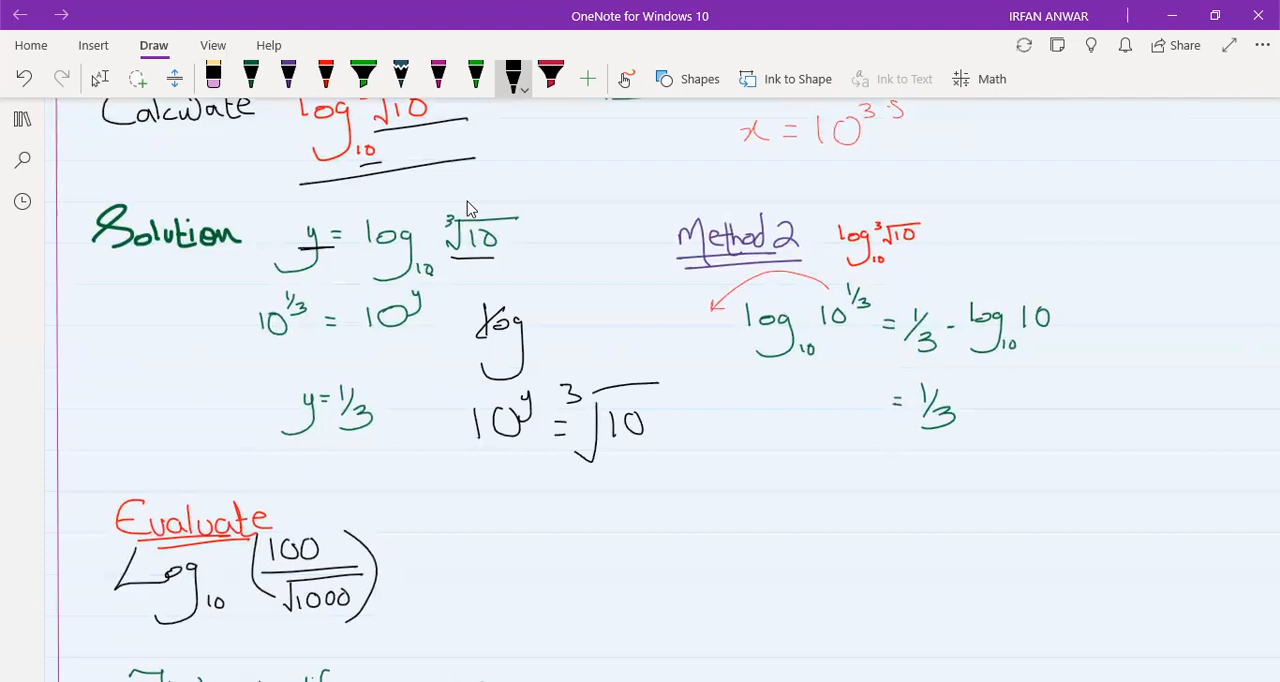 OneNote for Windows 10
IRFAN ANWAR
Home Insert Draw View Help
Share
Shapes Ink to Shape Ink to Text Math
Calculate log₁₀ √10
x = 10^3.5
Solution y = log₁₀ ∛10
10^1/3 = 10^y
log
y = 1/3
10^y = ∛10
Method 2 log₁₀ ∛10
log₁₀ 10^1/3 = 1/3 - log₁₀ 10
= 1/3
Evaluate
Log₁₀ (100/√1000)